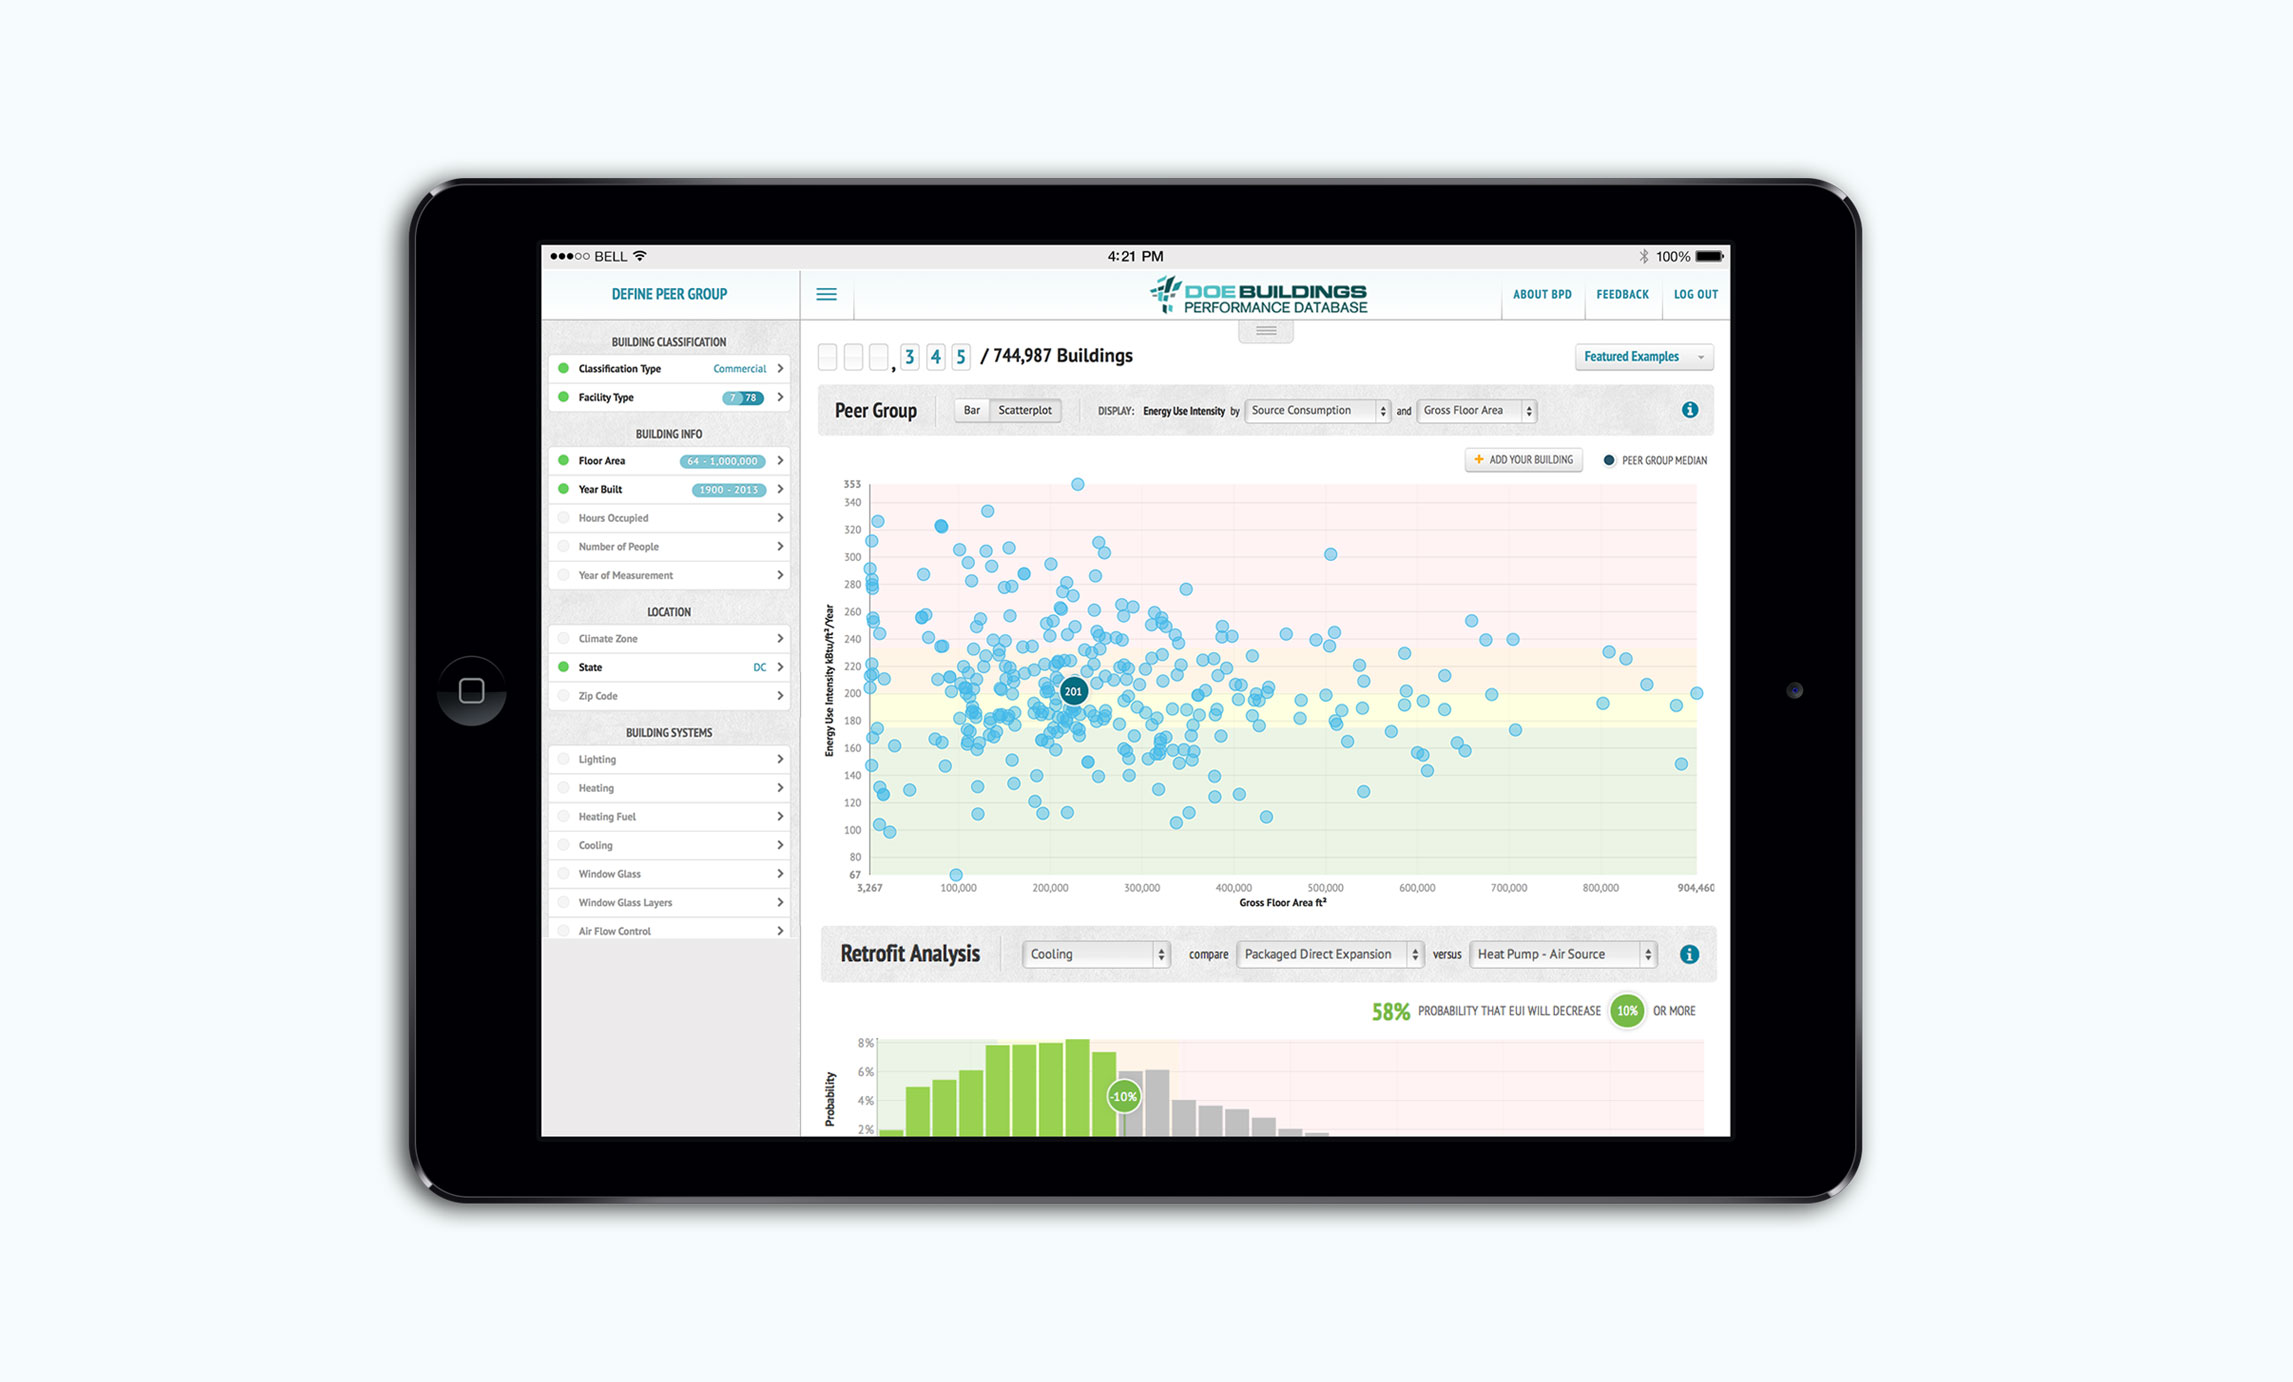 BELL
4:21 PM
100%
DEFINE PEER GROUP
DOE BUILDINGS
PERFORMANCE DATABASE
ABOUT BPD
FEEDBACK
LOG OUT
BUILDING CLASSIFICATION
Classification Type Commercial
Facility Type 7 78
BUILDING INFO
Floor Area 64 - 1,000,000
Year Built 1900 - 2013
Hours Occupied
Number of People
Year of Measurement
LOCATION
Climate Zone
State DC
Zip Code
BUILDING SYSTEMS
Lighting
Heating
Heating Fuel
Cooling
Window Glass
Window Glass Layers
Air Flow Control
,345 / 744,987 Buildings
Featured Examples
Peer Group
Bar
Scatterplot
DISPLAY: Energy Use Intensity by Source Consumption and Gross Floor Area
i
+ ADD YOUR BUILDING
PEER GROUP MEDIAN
Energy Use Intensity kBtu/ft²/Year
353
340
320
300
280
260
240
220
200
180
160
140
120
100
80
67
201
3,267 100,000 200,000 300,000 400,000 500,000 600,000 700,000 800,000 904,460
Gross Floor Area ft²
Retrofit Analysis
Cooling compare Packaged Direct Expansion versus Heat Pump - Air Source
i
58% PROBABILITY THAT EUI WILL DECREASE 10% OR MORE
Probability
8%
6%
4%
2%
-10%